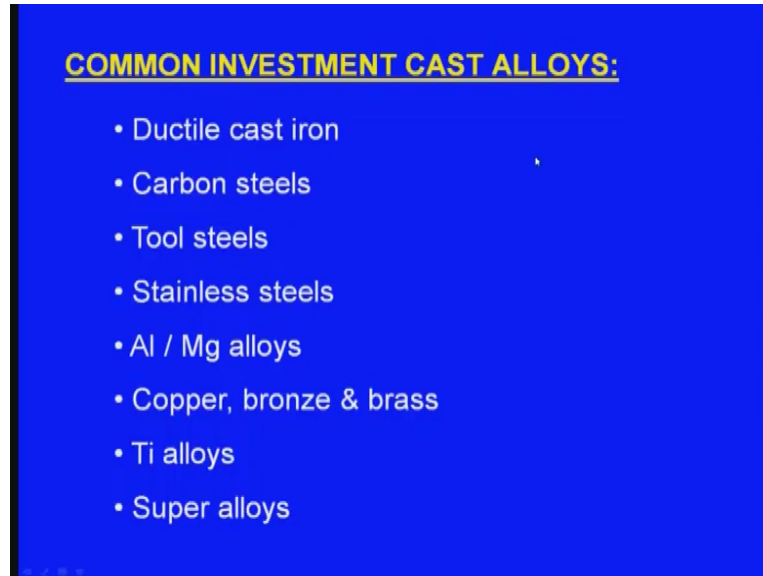 COMMON INVESTMENT CAST ALLOYS:
• Ductile cast iron
• Carbon steels
• Tool steels
• Stainless steels
• Al / Mg alloys
• Copper, bronze & brass
• Ti alloys
• Super alloys